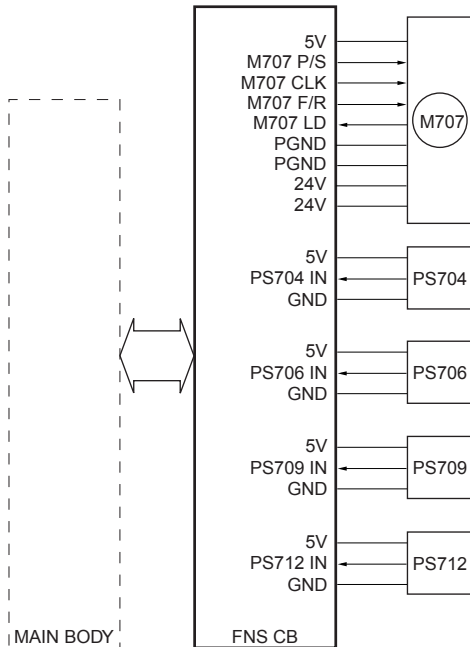 5V
M707 P/S
M707 CLK
M707 F/R
M707 LD
PGND
PGND
24V
24V
M707
5V
PS704 IN
GND
PS704
5V
PS706 IN
GND
PS706
5V
PS709 IN
GND
PS709
5V
PS712 IN
GND
PS712
MAIN BODY
FNS CB